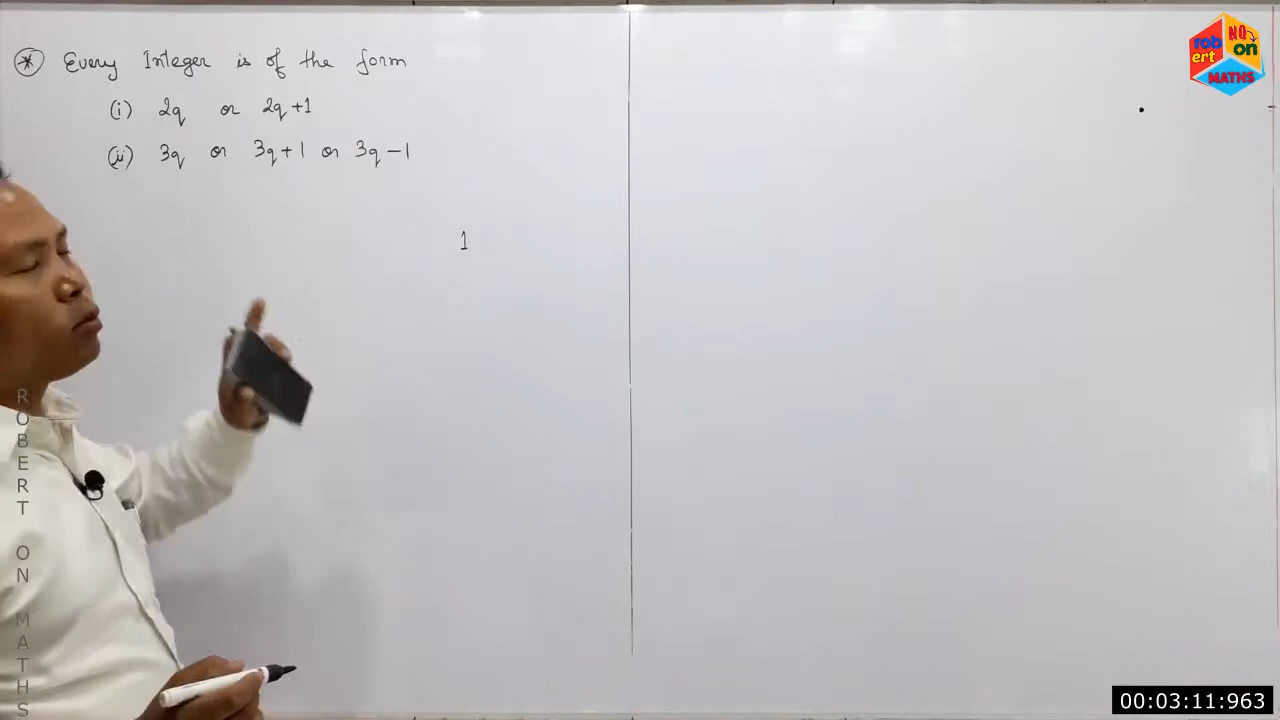 * Every Integer is of the form
(i) 2q or 2q+1
(ii) 3q or 3q+1 or 3q-1
1
robert NO on MATHS
ROBERT ON MATHS
00:03:11:963